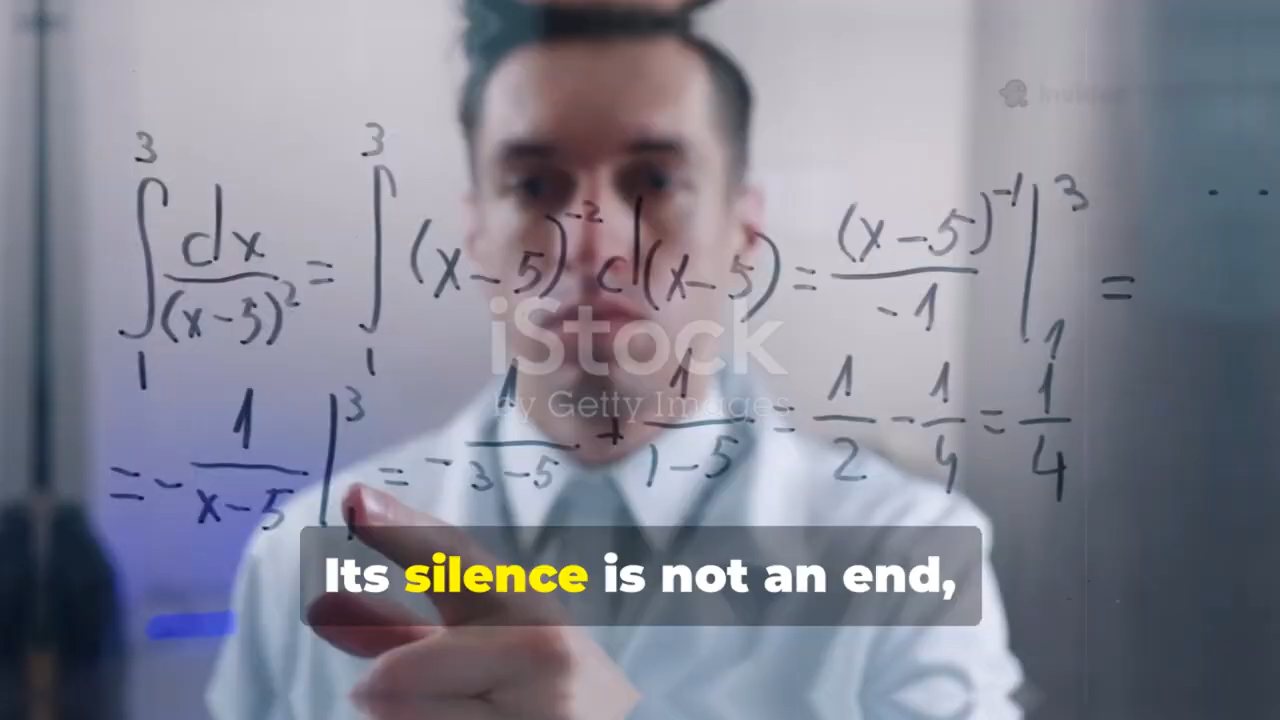 ∫₁³ dx/(x-5)² = ∫₁³ (x-5)⁻² d(x-5) = (x-5)⁻¹/-1 |₁³ =
= - 1/(x-5) |₁³ = - 1/(3-5) + 1/(1-5) = 1/2 - 1/4 = 1/4
iStock
by Getty Images
Its silence is not an end,